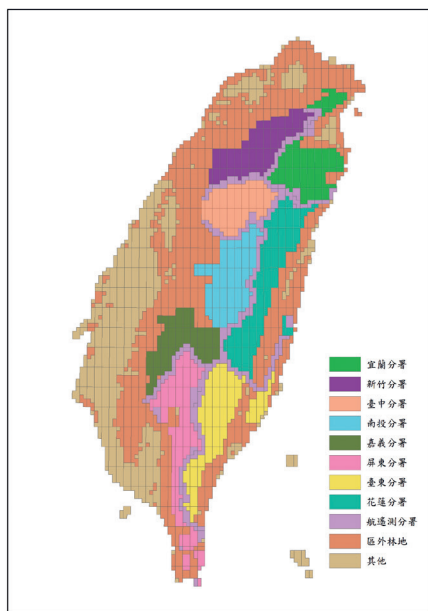 宜蘭分署
新竹分署
臺中分署
南投分署
嘉義分署
屏東分署
臺東分署
花蓮分署
航遙測分署
區外林地
其他